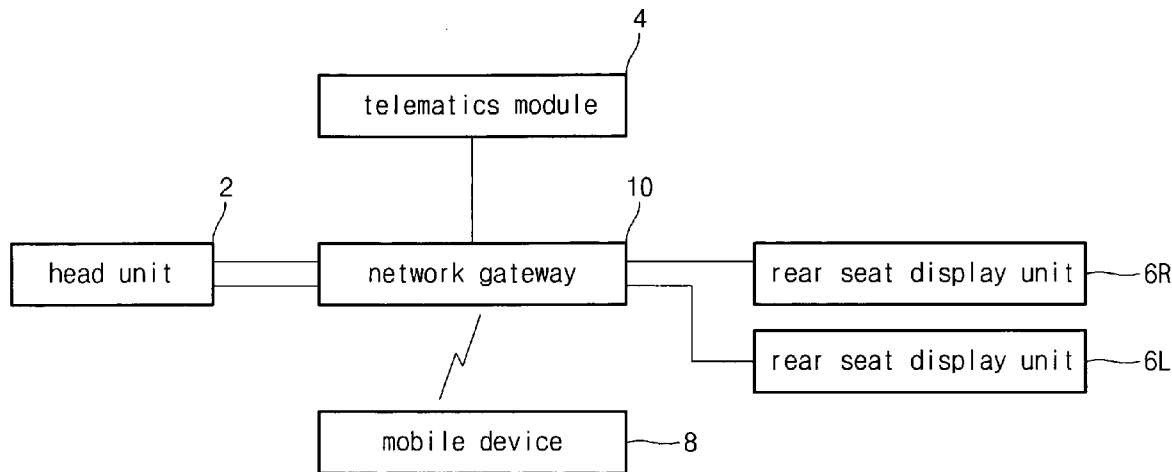 4
telematics module
2
10
head unit
network gateway
rear seat display unit
6R
rear seat display unit
6L
mobile device
8